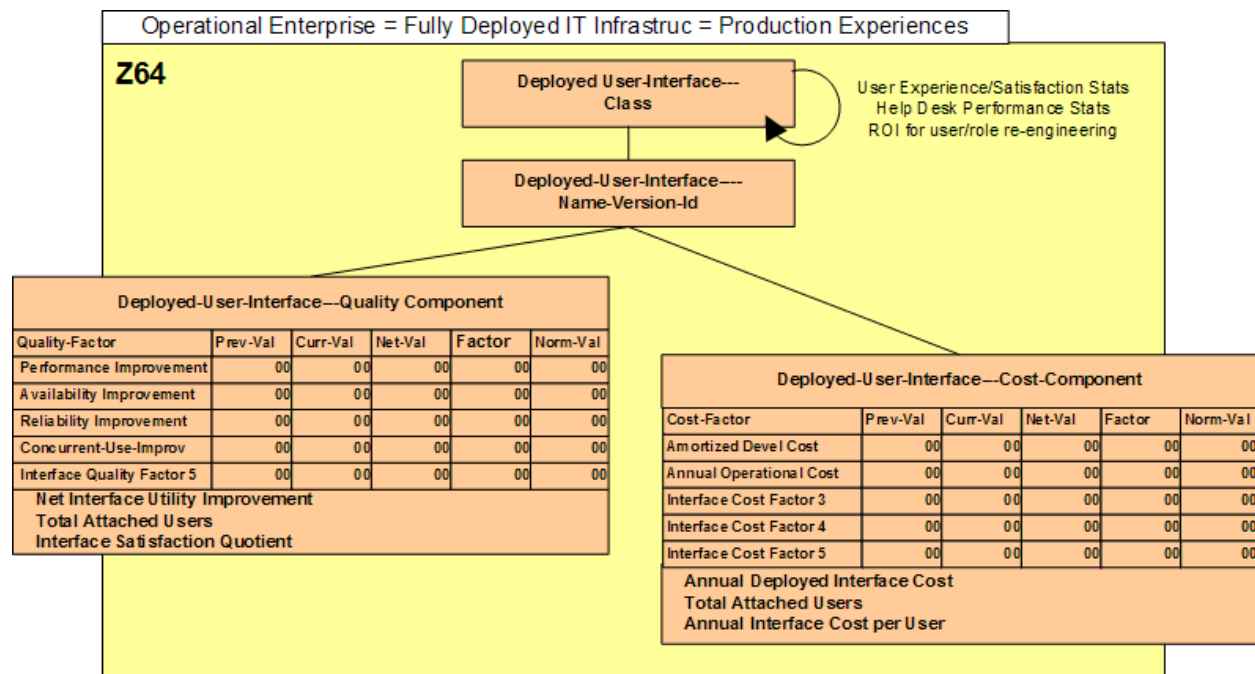 Operational Enterprise = Fully Deployed IT Infrastruc = Production Experiences
Z64
Deployed User-Interface---
Class
User Experience/Satisfaction Stats
Help Desk Performance Stats
ROI for user/role re-engineering
Deployed-User-Interface----
Name-Version-Id
Deployed-User-Interface---Quality Component
Quality-Factor Prev-Val Curr-Val Net-Val Factor Norm-Val
Performance Improvement 00 00 00 00 00
Availability Improvement 00 00 00 00 00
Reliability Improvement 00 00 00 00 00
Concurrent-Use-Improv 00 00 00 00 00
Interface Quality Factor 5 00 00 00 00 00
Net Interface Utility Improvement
Total Attached Users
Interface Satisfaction Quotient
Deployed-User-Interface---Cost-Component
Cost-Factor Prev-Val Curr-Val Net-Val Factor Norm-Val
Amortized Devel Cost 00 00 00 00 00
Annual Operational Cost 00 00 00 00 00
Interface Cost Factor 3 00 00 00 00 00
Interface Cost Factor 4 00 00 00 00 00
Interface Cost Factor 5 00 00 00 00 00
Annual Deployed Interface Cost
Total Attached Users
Annual Interface Cost per User